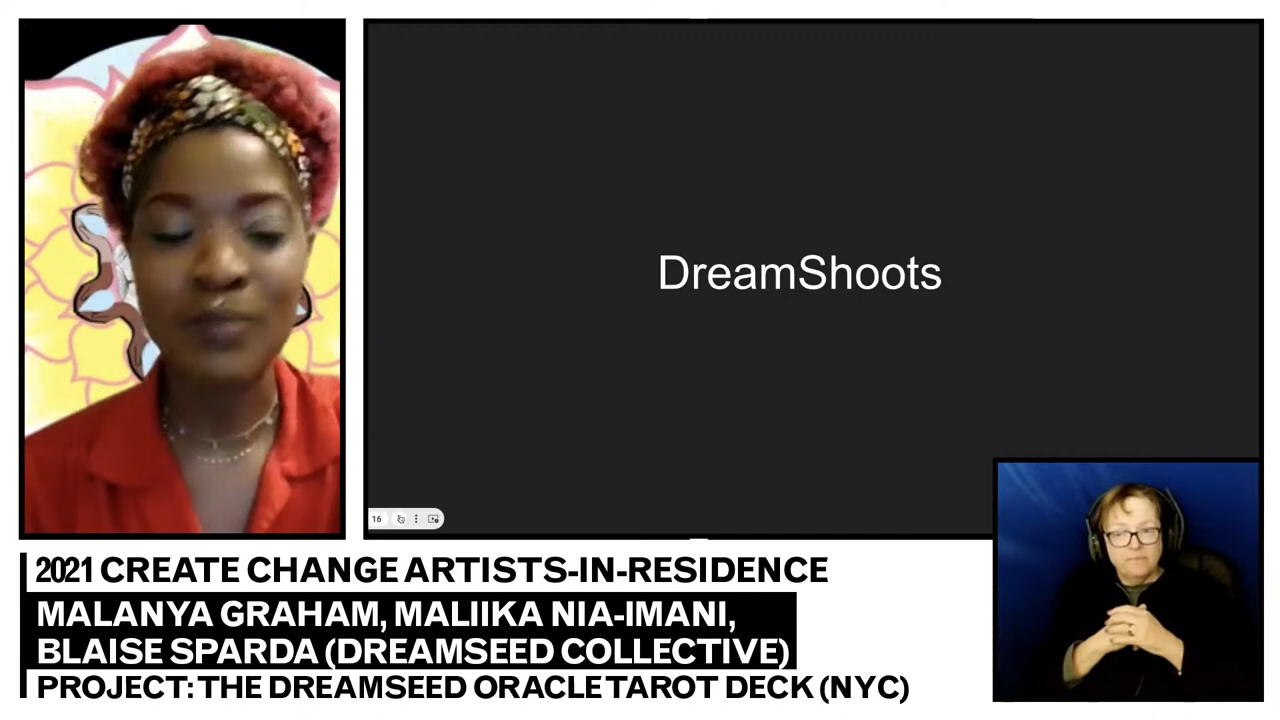 DreamShoots
16
2021 CREATE CHANGE ARTISTS-IN-RESIDENCE
MALANYA GRAHAM, MALIIKA NIA-IMANI,
BLAISE SPARDA (DREAMSEED COLLECTIVE)
PROJECT: THE DREAMSEED ORACLE TAROT DECK (NYC)